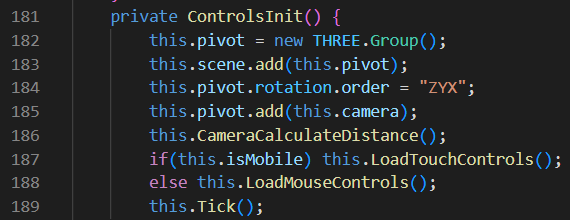 181 private ControlsInit() {
182 this.pivot = new THREE.Group();
183 this.scene.add(this.pivot);
184 this.pivot.rotation.order = "ZYX";
185 this.pivot.add(this.camera);
186 this.CameraCalculateDistance();
187 if(this.isMobile) this.LoadTouchControls();
188 else this.LoadMouseControls();
189 this.Tick();